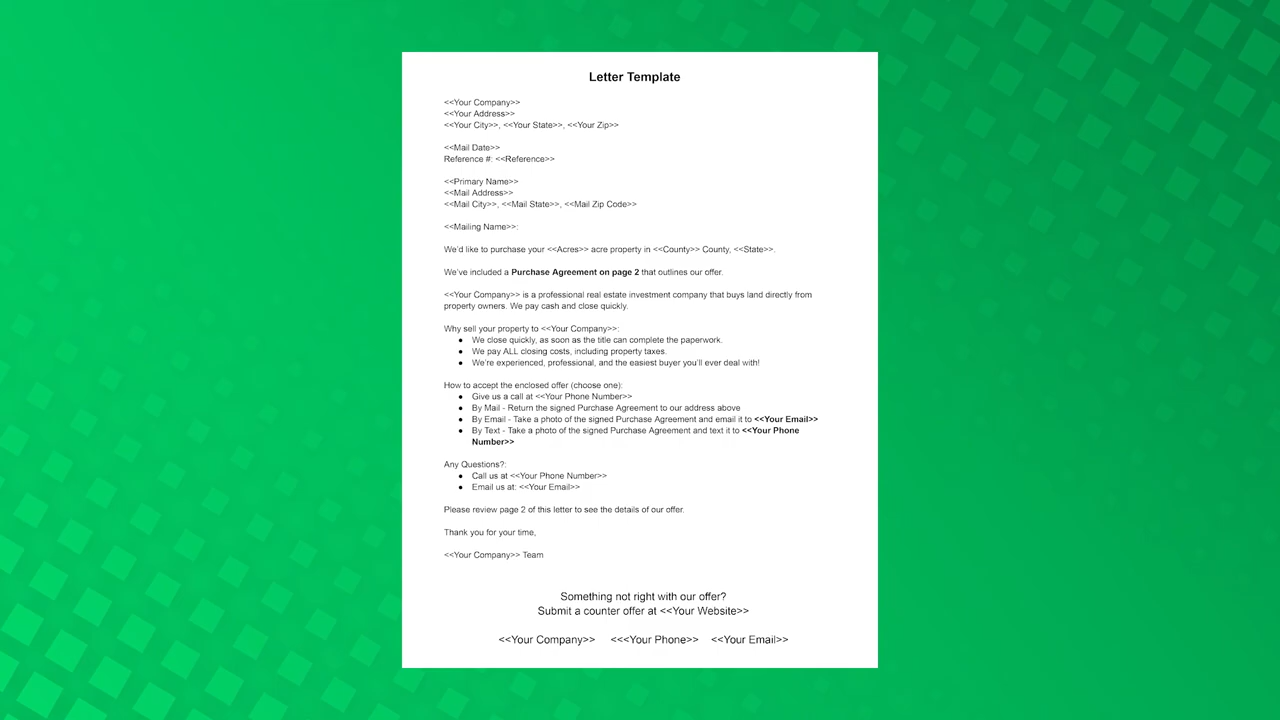 Letter Template
<<Your Company>>
<<Your Address>>
<<Your City>>, <<Your State>>, <<Your Zip>>
<<Mail Date>>
Reference #: <<Reference>>
<<Primary Name>>
<<Mail Address>>
<<Mail City>>, <<Mail State>>, <<Mail Zip Code>>
<<Mailing Name>>:
We'd like to purchase your <<Acres>> acre property in <<County>> County, <<State>>.
We've included a Purchase Agreement on page 2 that outlines our offer.
<<Your Company>> is a professional real estate investment company that buys land directly from
property owners. We pay cash and close quickly.
Why sell your property to <<Your Company>>:
● We close quickly, as soon as the title can complete the paperwork.
● We pay ALL closing costs, including property taxes.
● We're experienced, professional, and the easiest buyer you'll ever deal with!
How to accept the enclosed offer (choose one):
● Give us a call at <<Your Phone Number>>
● By Mail - Return the signed Purchase Agreement to our address above
● By Email - Take a photo of the signed Purchase Agreement and email it to <<Your Email>>
● By Text - Take a photo of the signed Purchase Agreement and text it to <<Your Phone
Number>>
Any Questions?:
● Call us at <<Your Phone Number>>
● Email us at: <<Your Email>>
Please review page 2 of this letter to see the details of our offer.
Thank you for your time,
<<Your Company>> Team
Something not right with our offer?
Submit a counter offer at <<Your Website>>
<<Your Company>> <<<Your Phone>> <<Your Email>>